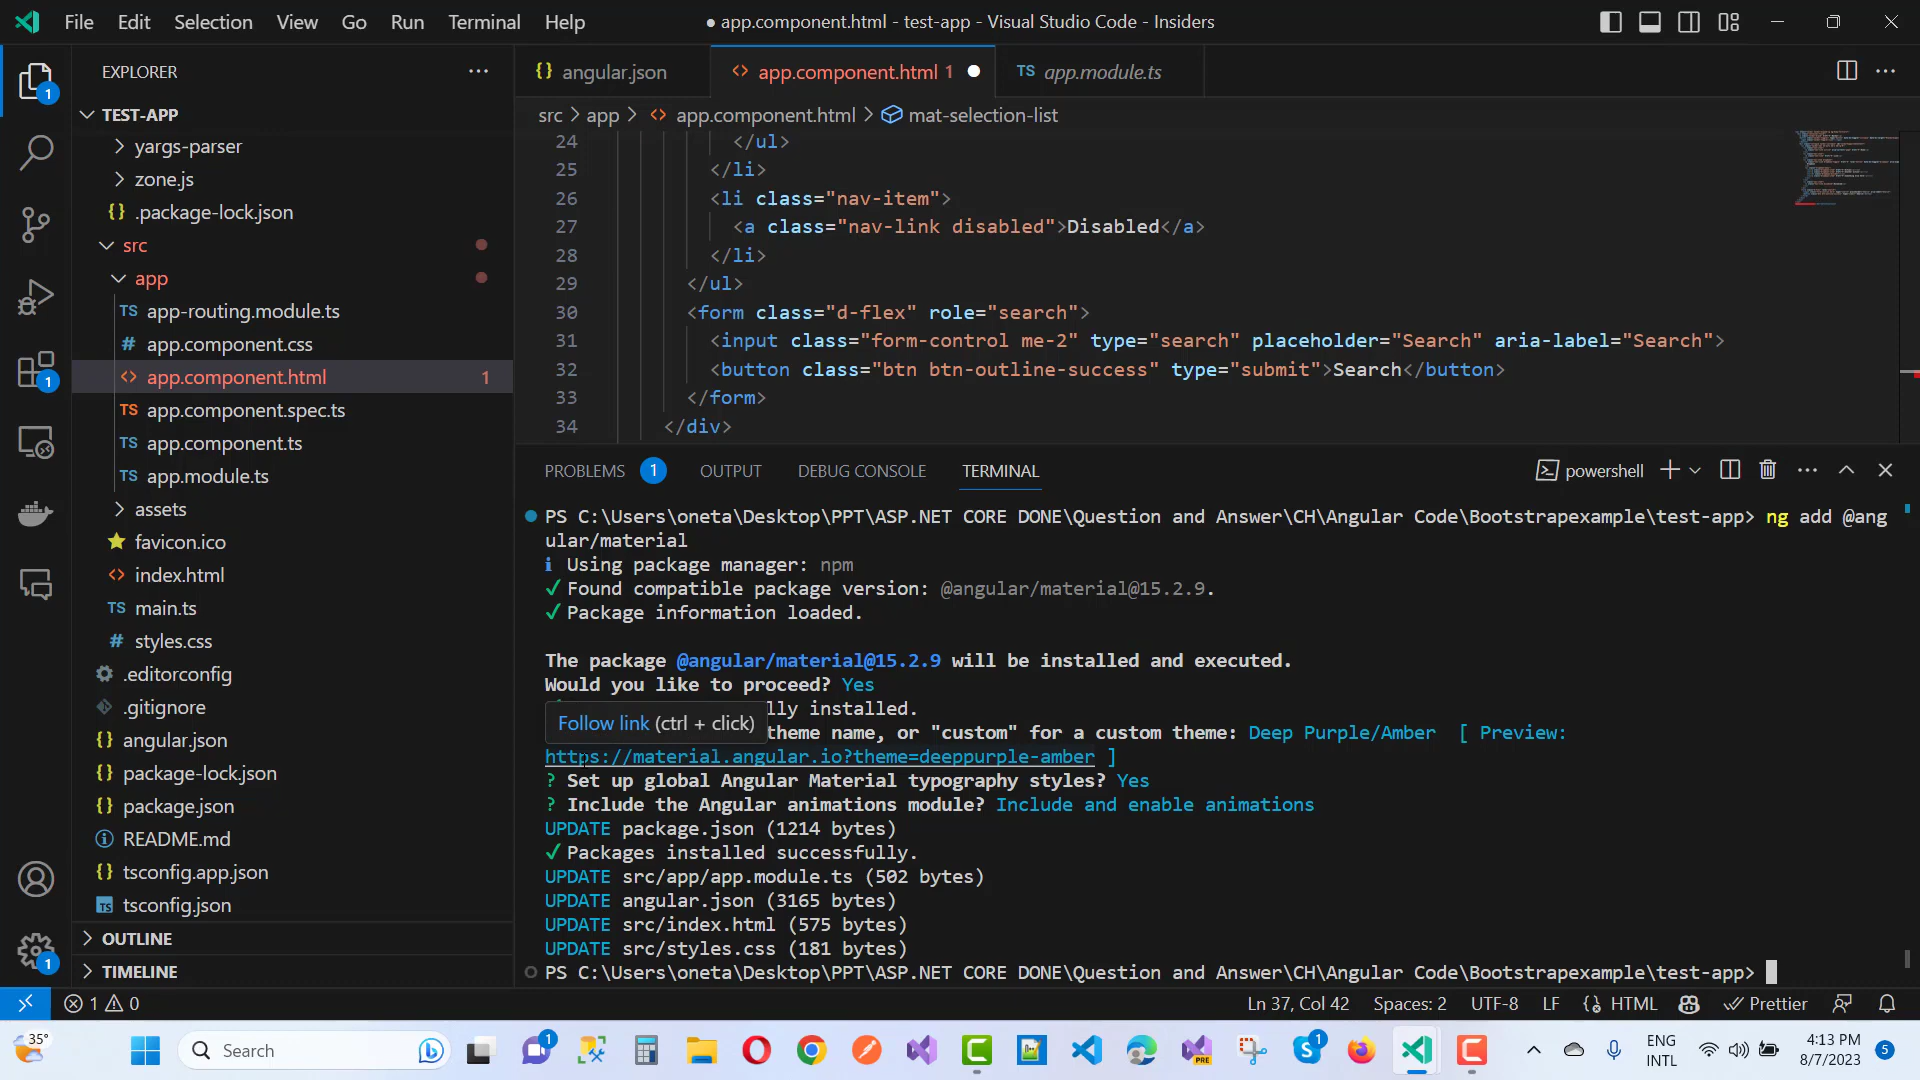 File Edit Selection View Go Run Terminal Help
● app.component.html - test-app - Visual Studio Code - Insiders
EXPLORER
TEST-APP
yargs-parser
zone.js
{} .package-lock.json
src
app
TS app-routing.module.ts
# app.component.css
<> app.component.html 1
TS app.component.spec.ts
TS app.component.ts
TS app.module.ts
assets
favicon.ico
<> index.html
TS main.ts
# styles.css
.editorconfig
.gitignore
{} angular.json
{} package-lock.json
{} package.json
README.md
{} tsconfig.app.json
TS tsconfig.json
OUTLINE
TIMELINE
1
1
1
{} angular.json
<> app.component.html 1 ●
TS app.module.ts
src > app > <> app.component.html > mat-selection-list
24 </ul>
25 </li>
26 <li class="nav-item">
27 <a class="nav-link disabled">Disabled</a>
28 </li>
29 </ul>
30 <form class="d-flex" role="search">
31 <input class="form-control me-2" type="search" placeholder="Search" aria-label="Search">
32 <button class="btn btn-outline-success" type="submit">Search</button>
33 </form>
34 </div>
PROBLEMS 1 OUTPUT DEBUG CONSOLE TERMINAL
powershell
PS C:\Users\oneta\Desktop\PPT\ASP.NET CORE DONE\Question and Answer\CH\Angular Code\Bootstrapexample\test-app> ng add @ang
ular/material
i Using package manager: npm
✓ Found compatible package version: @angular/material@15.2.9.
✓ Package information loaded.
The package @angular/material@15.2.9 will be installed and executed.
Would you like to proceed? Yes
lly installed.
Follow link (ctrl + click)
theme name, or "custom" for a custom theme: Deep Purple/Amber [ Preview:
https://material.angular.io?theme=deeppurple-amber ]
? Set up global Angular Material typography styles? Yes
? Include the Angular animations module? Include and enable animations
UPDATE package.json (1214 bytes)
✓ Packages installed successfully.
UPDATE src/app/app.module.ts (502 bytes)
UPDATE angular.json (3165 bytes)
UPDATE src/index.html (575 bytes)
UPDATE src/styles.css (181 bytes)
PS C:\Users\oneta\Desktop\PPT\ASP.NET CORE DONE\Question and Answer\CH\Angular Code\Bootstrapexample\test-app>
1 0
Ln 37, Col 42 Spaces: 2 UTF-8 LF {} HTML Prettier
35°
Search
1
PRE
1
ENG
INTL
4:13 PM
8/7/2023
5